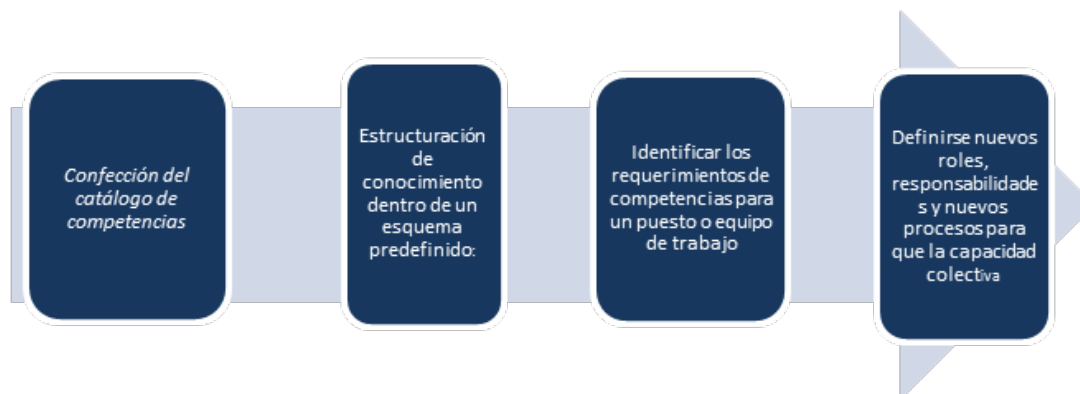 Confección del
catálogo de
competencias
Estructuración
de
conocimiento
dentro de un
esquema
predefinido:
Identificar los
requerimientos de
competencias para
un puesto o equipo
de trabajo
Definirse nuevos
roles,
responsabilidade
s y nuevos
procesos para
que la capacidad
colectiva